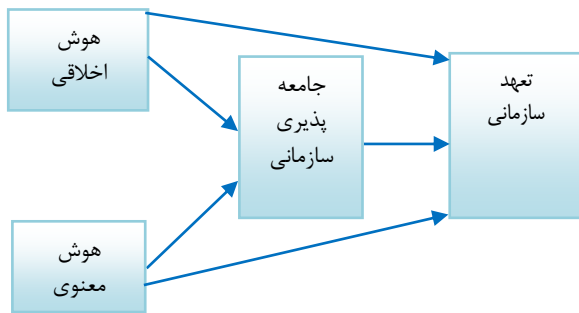 هوش
اخلاقی
جامعه
پذیری
سازمانی
تعهد
سازمانی
هوش
معنوی